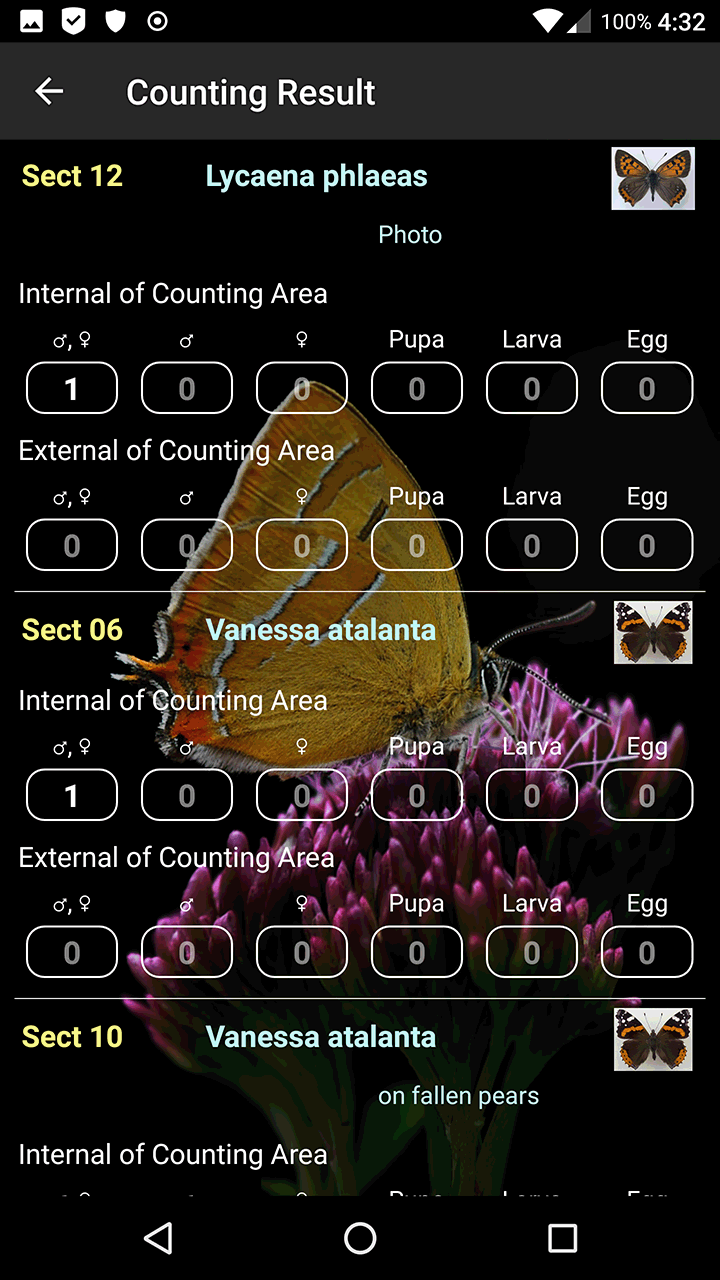 100% 4:32
Counting Result
Sect 12 Lycaena phlaeas
Photo
Internal of Counting Area
♂, ♀ ♂ ♀ Pupa Larva Egg
1 0 0 0 0 0
External of Counting Area
♂, ♀ ♂ ♀ Pupa Larva Egg
0 0 0 0 0 0
Sect 06 Vanessa atalanta
Internal of Counting Area
♂, ♀ ♂ ♀ Pupa Larva Egg
1 0 0 0 0 0
External of Counting Area
♂, ♀ ♂ ♀ Pupa Larva Egg
0 0 0 0 0 0
Sect 10 Vanessa atalanta
on fallen pears
Internal of Counting Area